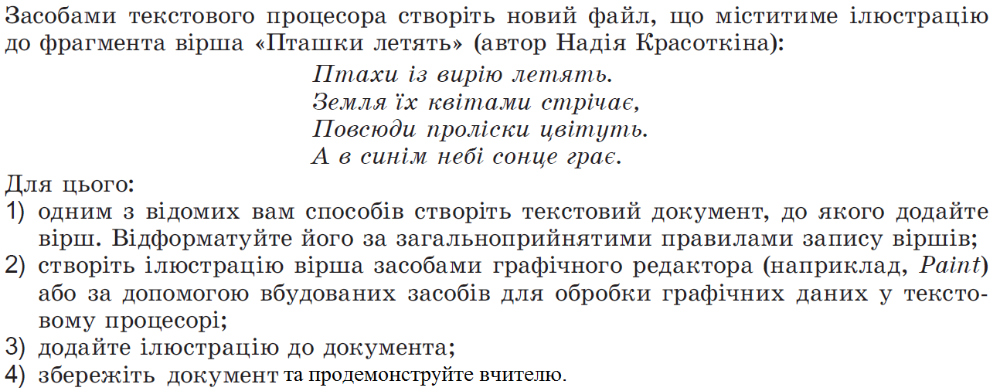 Засобами текстового процесора створіть новий файл, що міститиме ілюстрацію
до фрагмента вірша «Пташки летять» (автор Надія Красоткіна):
Птахи із вирію летять.
Земля їх квітами стрічає,
Повсюди проліски цвітуть.
А в синім небі сонце грає.
Для цього:
1) одним з відомих вам способів створіть текстовий документ, до якого додайте
вірш. Відформатуйте його за загальноприйнятими правилами запису віршів;
2) створіть ілюстрацію вірша засобами графічного редактора (наприклад, Paint)
або за допомогою вбудованих засобів для обробки графічних даних у тексто-
вому процесорі;
3) додайте ілюстрацію до документа;
4) збережіть документ та продемонструйте вчителю.